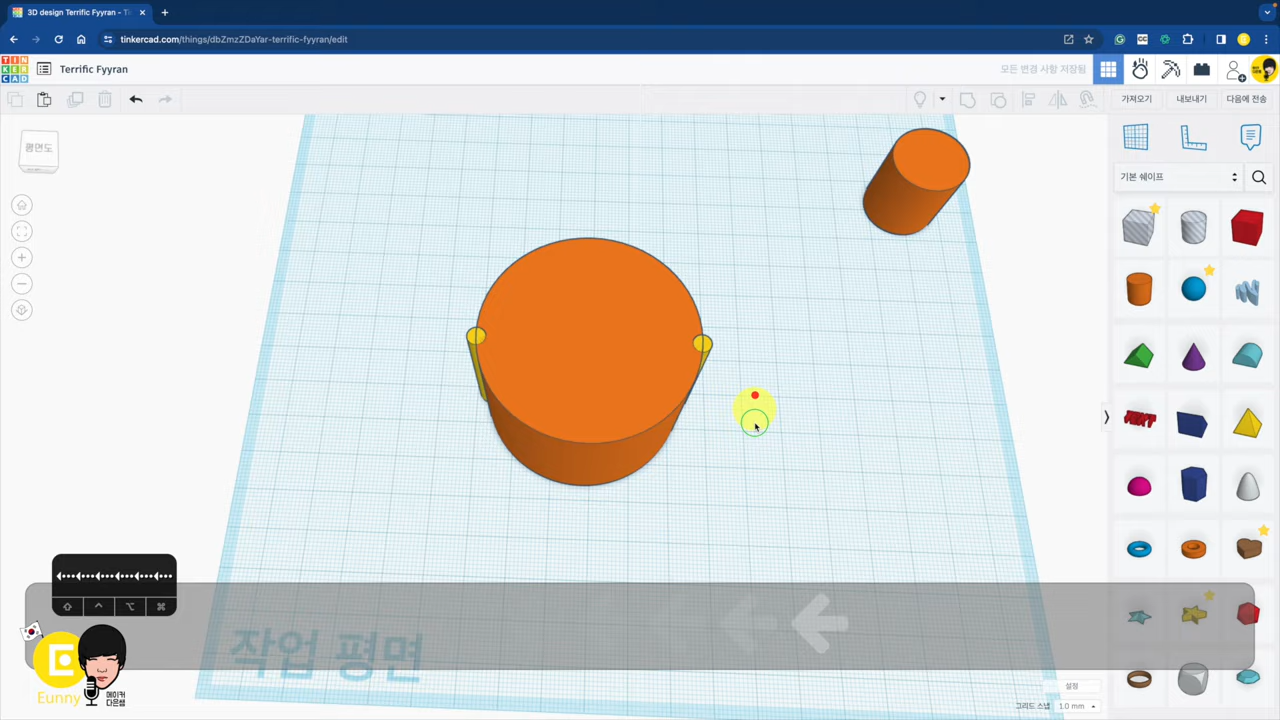 3D design Terrific Fyyran - Ti
tinkercad.com/things/dbZmzZDaYar-terrific-fyyran/edit
TIN
KER
CAD
Terrific Fyyran
모든 변경 사항 저장됨
가져오기
내보내기
다음에 전송
평면도
기본 쉐이프
TEXT
작업 평면
설정
그리드 스냅
1.0 mm
Eunny
메이커
다은쌤